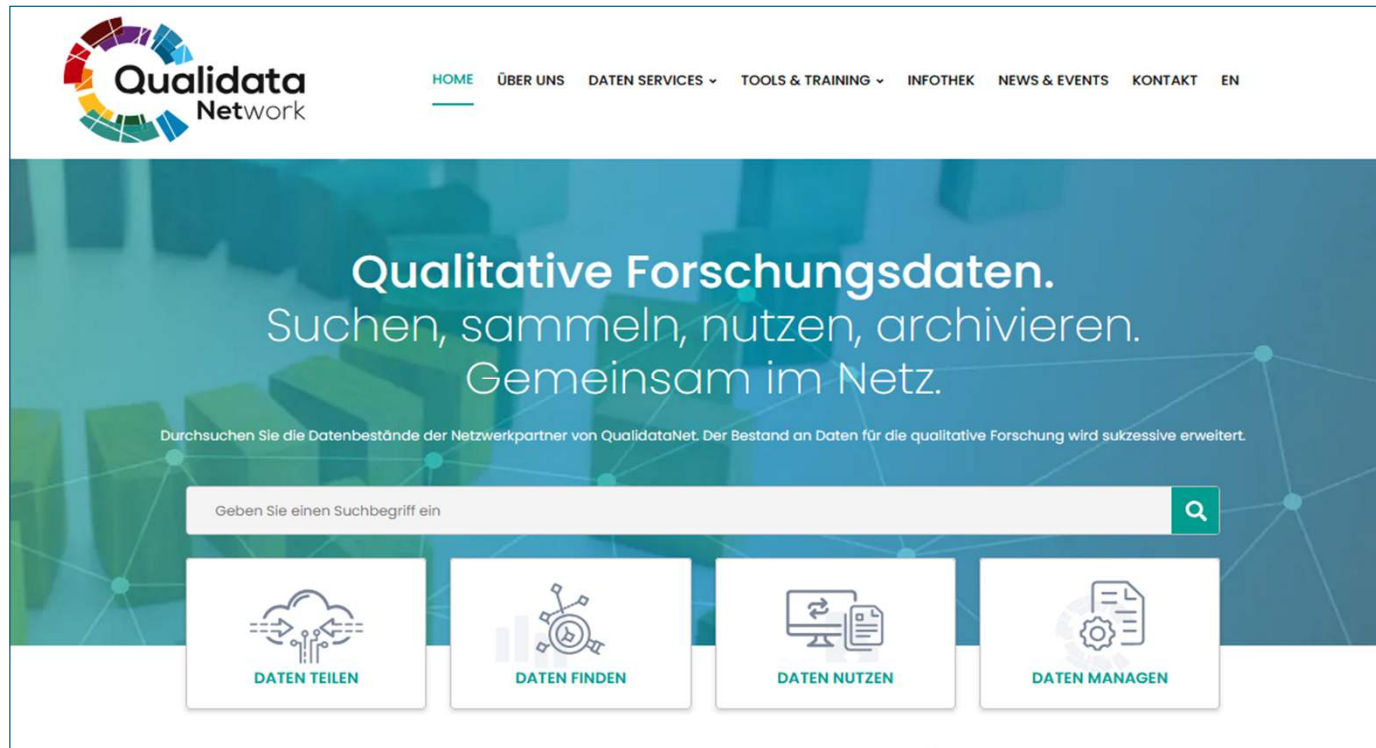 Qualidata
Network
HOME ÜBER UNS DATEN SERVICES TOOLS & TRAINING INFOTHEK NEWS & EVENTS KONTAKT EN
Qualitative Forschungsdaten.
Suchen, sammeln, nutzen, archivieren.
Gemeinsam im Netz.
Durchsuchen Sie die Datenbestände der Netzwerkpartner von QualidataNet. Der Bestand an Daten für die qualitative Forschung wird sukzessive erweitert.
Geben Sie einen Suchbegriff ein
DATEN TEILEN DATEN FINDEN DATEN NUTZEN DATEN MANAGEN